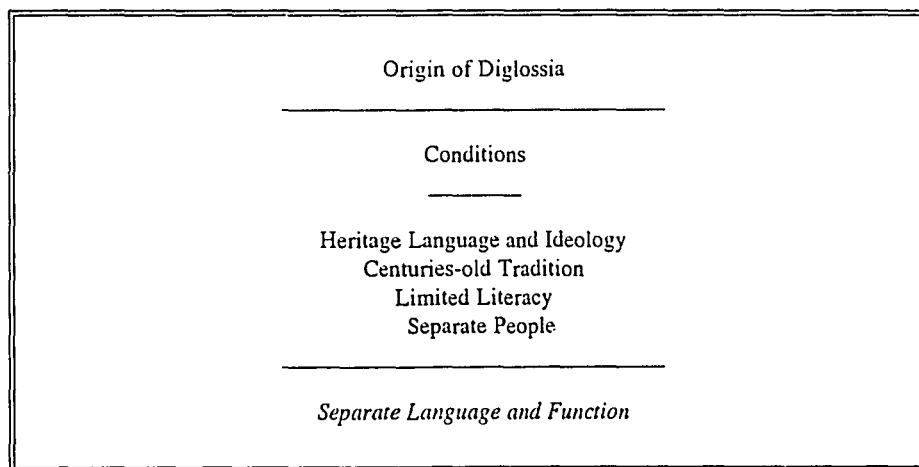 Origin of Diglossia
Conditions
Heritage Language and Ideology
Centuries-old Tradition
Limited Literacy
Separate People
Separate Language and Function